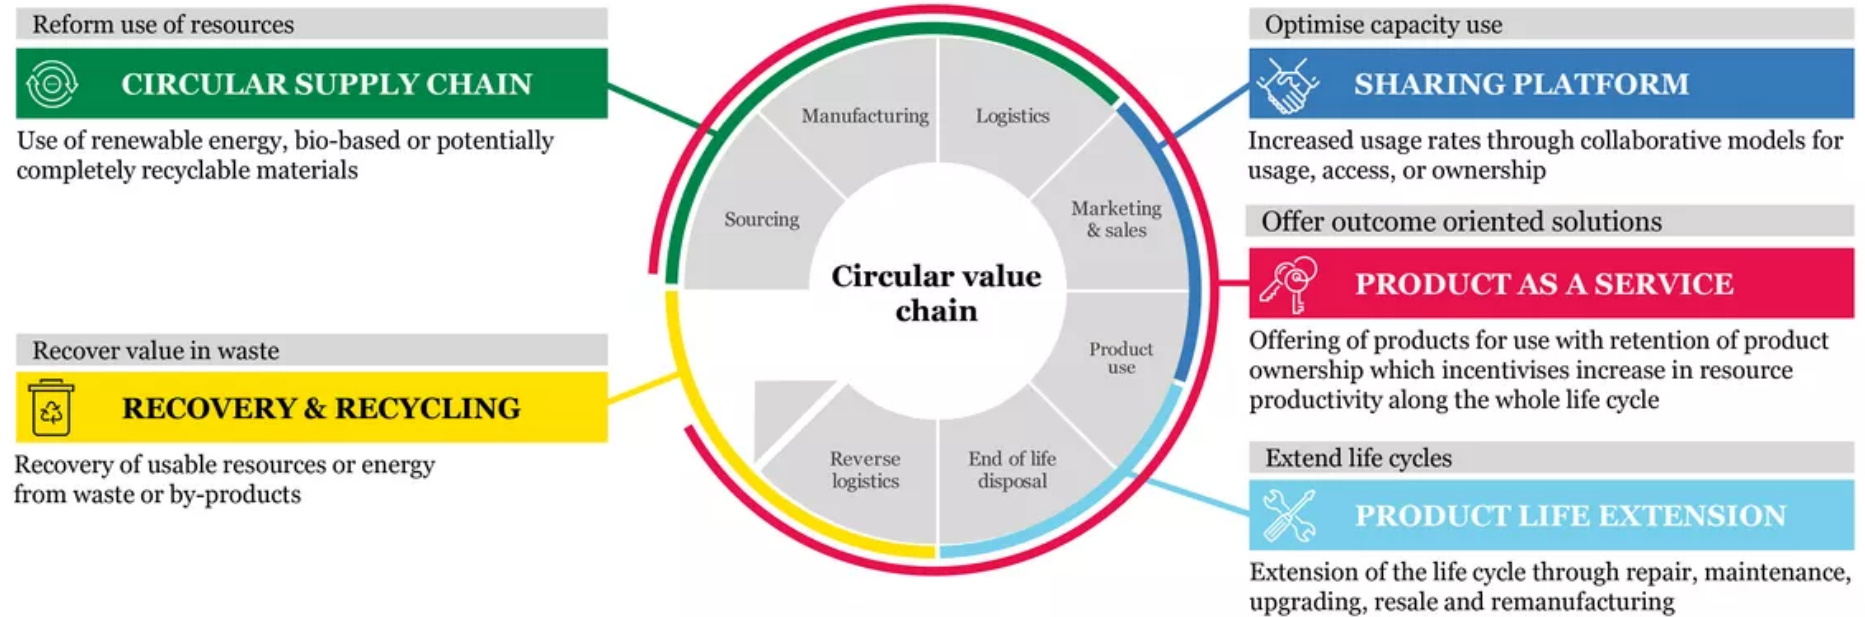 Reform use of resources
CIRCULAR SUPPLY CHAIN
Use of renewable energy, bio-based or potentially
completely recyclable materials
Recover value in waste
RECOVERY & RECYCLING
Recovery of usable resources or energy
from waste or by-products
Manufacturing
Logistics
Sourcing
Marketing
& sales
Circular value
chain
Product
use
Reverse
logistics
End of life
disposal
Optimise capacity use
SHARING PLATFORM
Increased usage rates through collaborative models for
usage, access, or ownership
Offer outcome oriented solutions
PRODUCT AS A SERVICE
Offering of products for use with retention of product
ownership which incentivises increase in resource
productivity along the whole life cycle
Extend life cycles
PRODUCT LIFE EXTENSION
Extension of the life cycle through repair, maintenance,
upgrading, resale and remanufacturing